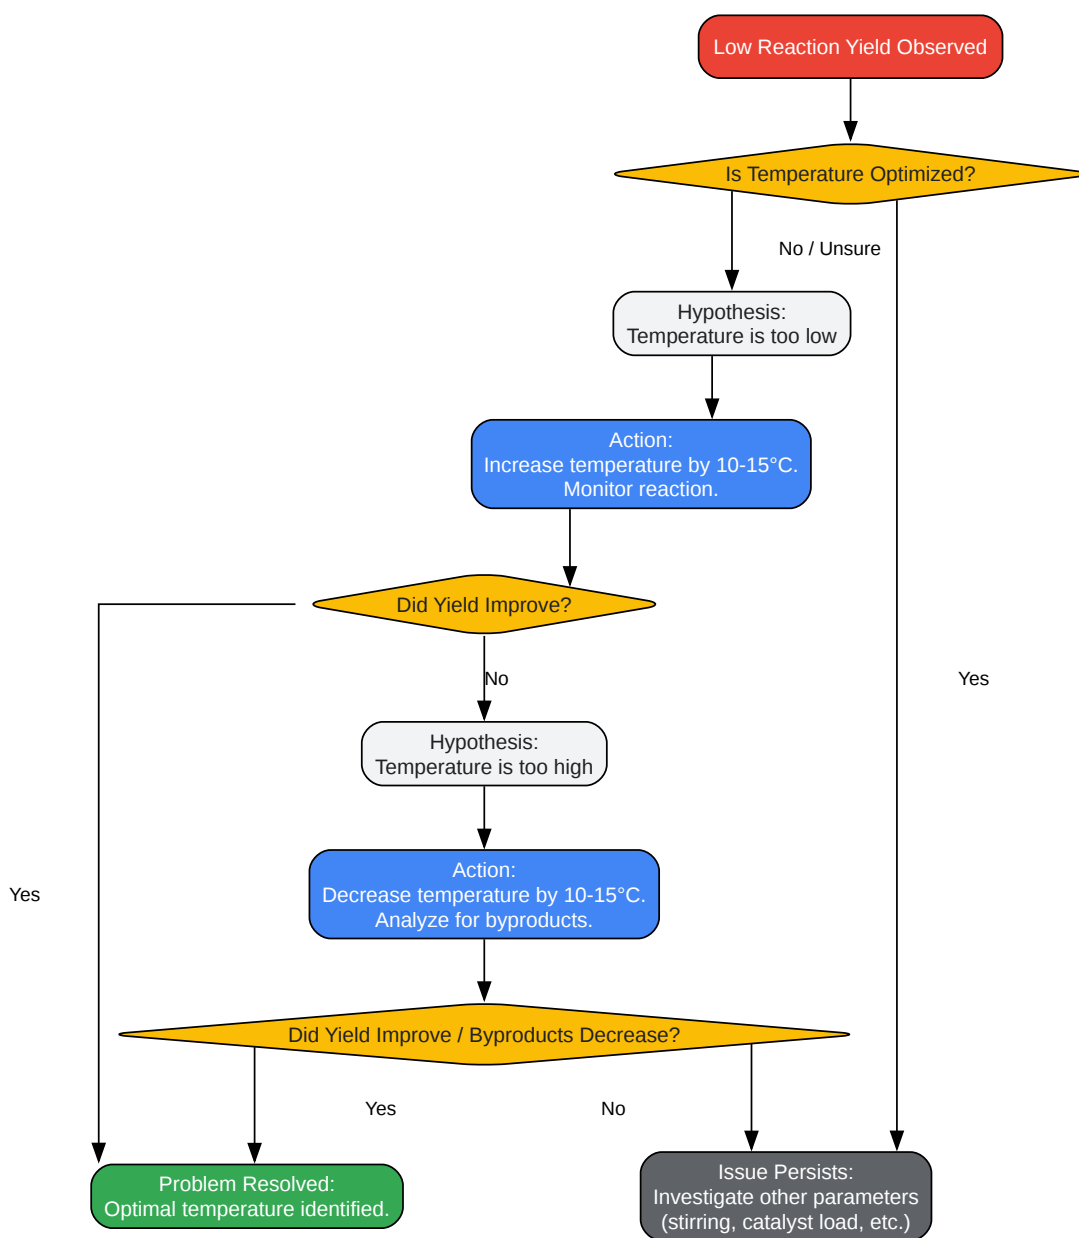 Low Reaction Yield Observed
Is Temperature Optimized?
No / Unsure
Hypothesis:
Temperature is too low
Action:
Increase temperature by 10-15°C.
Monitor reaction.
Did Yield Improve?
No
Yes
Hypothesis:
Temperature is too high
Action:
Decrease temperature by 10-15°C.
Analyze for byproducts.
Yes
Did Yield Improve / Byproducts Decrease?
Yes
No
Problem Resolved:
Optimal temperature identified.
Issue Persists:
Investigate other parameters
(stirring, catalyst load, etc.)